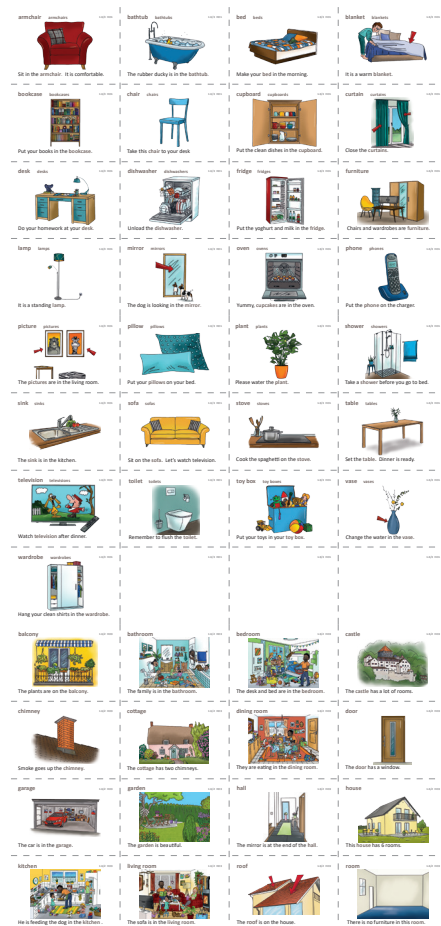 armchair armchairs
Sit in the armchair. It is comfortable.
bathtub bathtubs
The rubber ducky is in the bathtub.
bed beds
Make your bed in the morning.
blanket blankets
It is a warm blanket.
bookcase bookcases
Put your books in the bookcase.
chair chairs
Take this chair to your desk
cupboard cupboards
Put the clean dishes in the cupboard.
curtain curtains
Close the curtains.
desk desks
Do your homework at your desk.
dishwasher dishwashers
Unload the dishwasher.
fridge fridges
Put the yoghurt and milk in the fridge.
furniture
Chairs and wardrobes are furniture.
lamp lamps
It is a standing lamp.
mirror mirrors
The dog is looking in the mirror.
oven ovens
Yummy, cupcakes are in the oven.
phone phones
Put the phone on the charger.
picture pictures
The pictures are in the living room.
pillow pillows
Put your pillows on your bed.
plant plants
Please water the plant.
shower showers
Take a shower before you go to bed.
sink sinks
The sink is in the kitchen.
sofa sofas
Sit on the sofa. Let's watch television.
stove stoves
Cook the spaghetti on the stove.
table tables
Set the table. Dinner is ready.
television televisions
Watch television after dinner.
toilet toilets
Remember to flush the toilet.
toy box toy boxes
Put your toys in your toy box.
vase vases
Change the water in the vase.
wardrobe wardrobes
Hang your clean shirts in the wardrobe.
balcony
The plants are on the balcony.
bathroom
The family is in the bathroom.
bedroom
The desk and bed are in the bedroom.
castle
The castle has a lot of rooms.
chimney
Smoke goes up the chimney.
cottage
The cottage has two chimneys.
dining room
They are eating in the dining room.
door
The door has a window.
garage
The car is in the garage.
garden
The garden is beautiful.
hall
The mirror is at the end of the hall.
house
This house has 6 rooms.
kitchen
He is feeding the dog in the kitchen.
living room
The sofa is in the living room.
roof
The roof is on the house.
room
There is no furniture in this room.